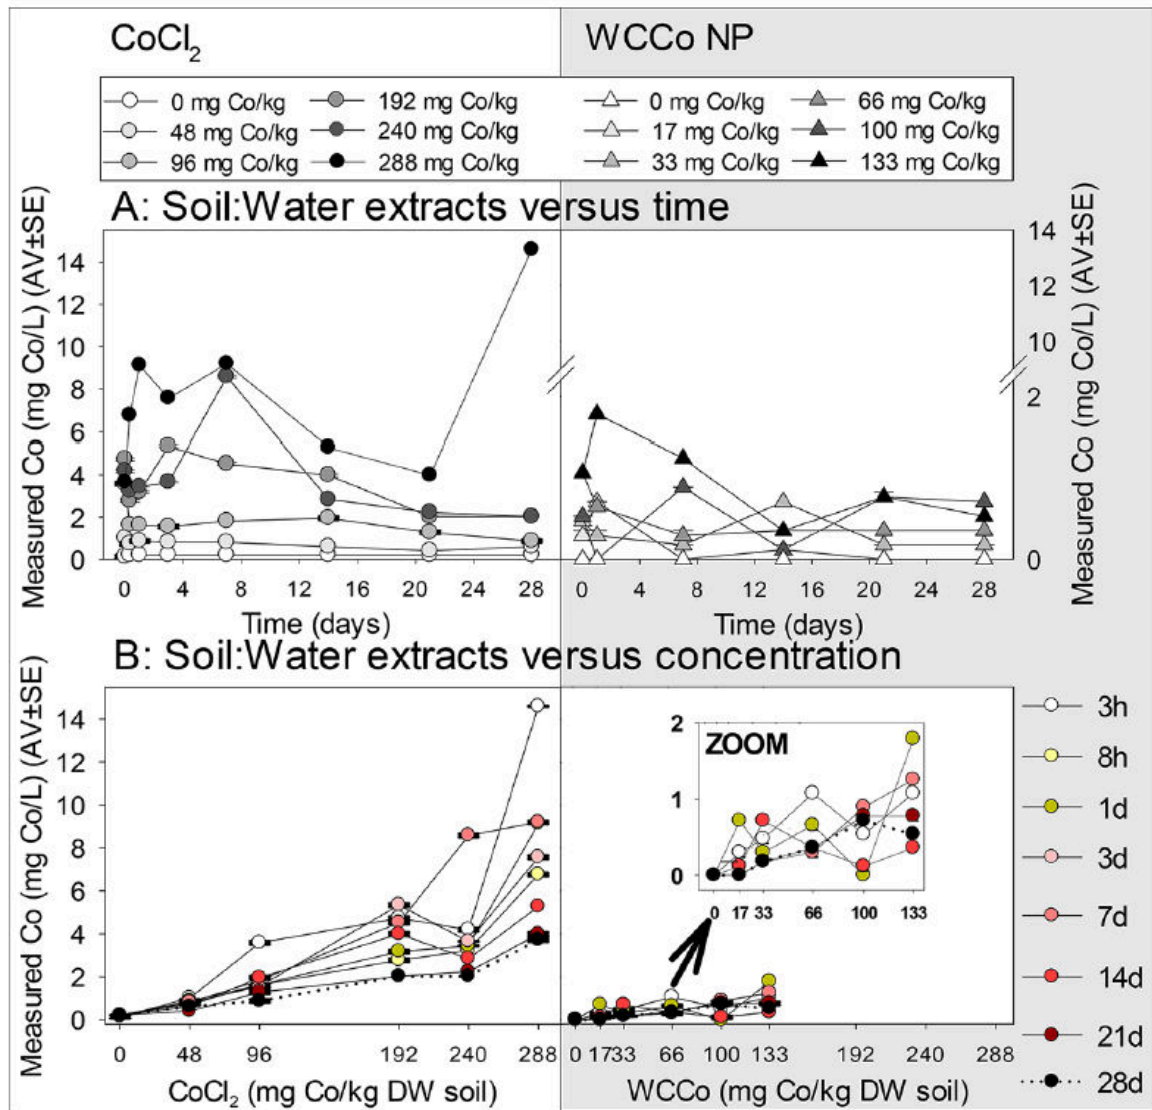 CoCl2 WCCo NP
0 mg Co/kg 192 mg Co/kg 0 mg Co/kg 66 mg Co/kg
48 mg Co/kg 240 mg Co/kg 17 mg Co/kg 100 mg Co/kg
96 mg Co/kg 288 mg Co/kg 33 mg Co/kg 133 mg Co/kg
A: Soil:Water extracts versus time
Measured Co (mg Co/L) (AV±SE)
14
12
10
8
6
4
2
0
0 4 8 12 16 20 24 28
Time (days)
14
12
10
2
0
Measured Co (mg Co/L) (AV±SE)
0 4 8 12 16 20 24 28
Time (days)
B: Soil:Water extracts versus concentration
Measured Co (mg Co/L) (AV±SE)
14
12
10
8
6
4
2
0
0 48 96 192 240 288
CoCl2 (mg Co/kg DW soil)
ZOOM
2
1
0
0 17 33 66 100 133
0 1733 66 100 133 192 240 288
WCCo (mg Co/kg DW soil)
3h
8h
1d
3d
7d
14d
21d
28d